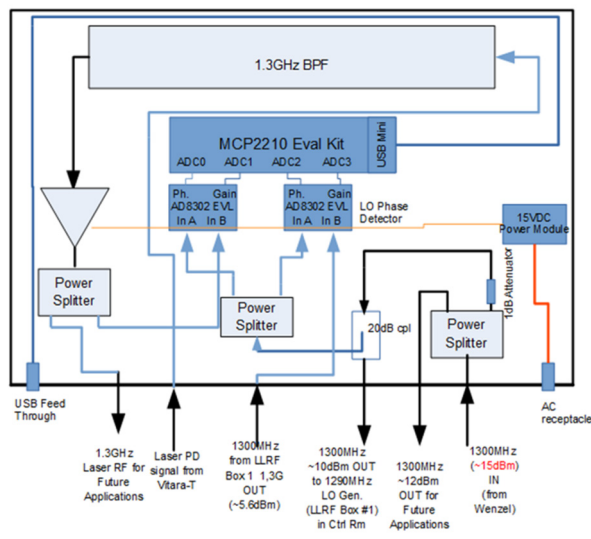 1.3GHz BPF
MCP2210 Eval Kit
USB Mini
ADC0 ADC1 ADC2 ADC3
Ph. Gain
AD8302 EVL
In A In B
Ph. Gain
AD8302 EVL
In A In B
LO Phase
Detector
15VDC
Power Module
Power
Splitter
Power
Splitter
20dB cpl
1dB Attenuator
Power
Splitter
USB Feed
Through
AC
receptacle
1.3GHz
Laser RF for
Future
Applications
Laser PD
signal from
Vitara-T
1300MHz
from LLRF
Box 1 1,3G
OUT
(~5.6dBm)
1300MHz
~10dBm OUT
to 1290MHz
LO Gen.
(LLRF Box #1)
in Ctrl Rm
1300MHz
~12dBm
OUT for
Future
Applications
1300MHz
(~15dBm)
IN
(from
Wenzel)